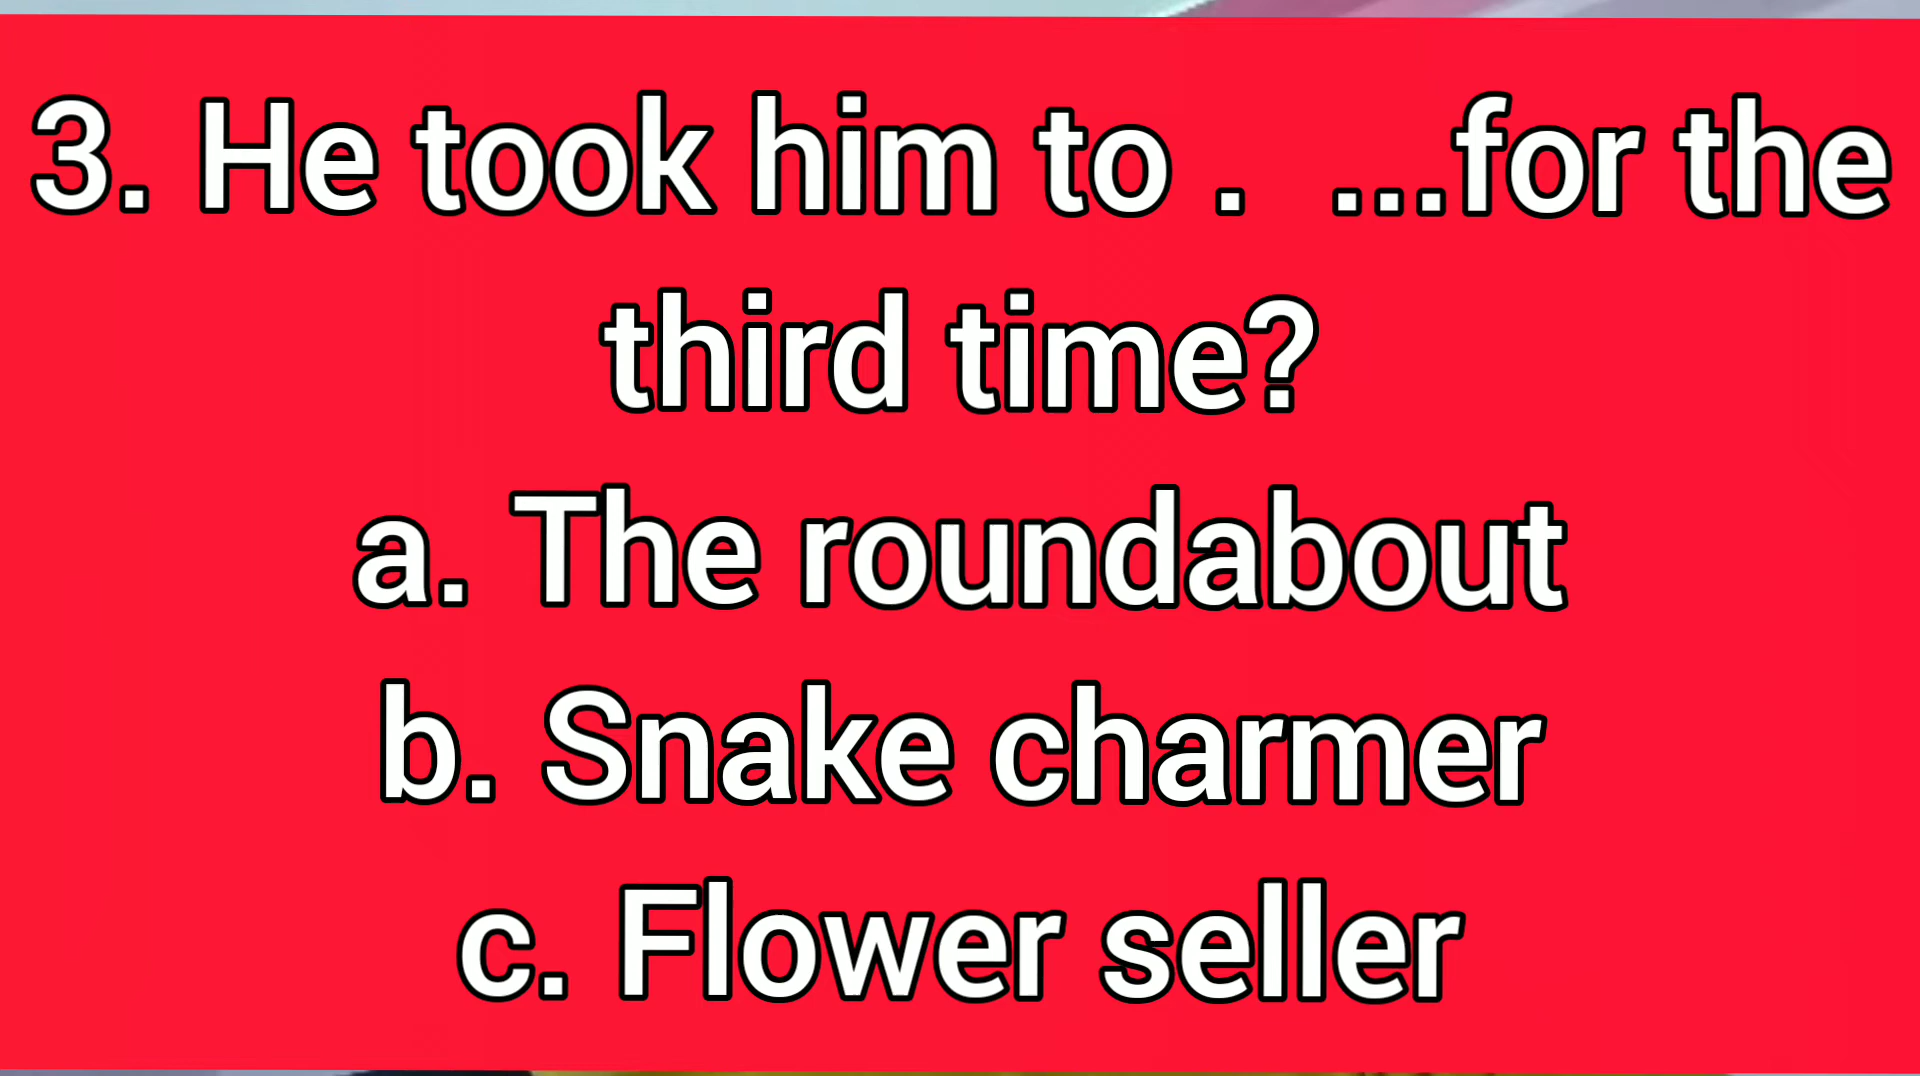 3. He took him to .  ...for the
third time?
a. The roundabout
b. Snake charmer
c. Flower seller